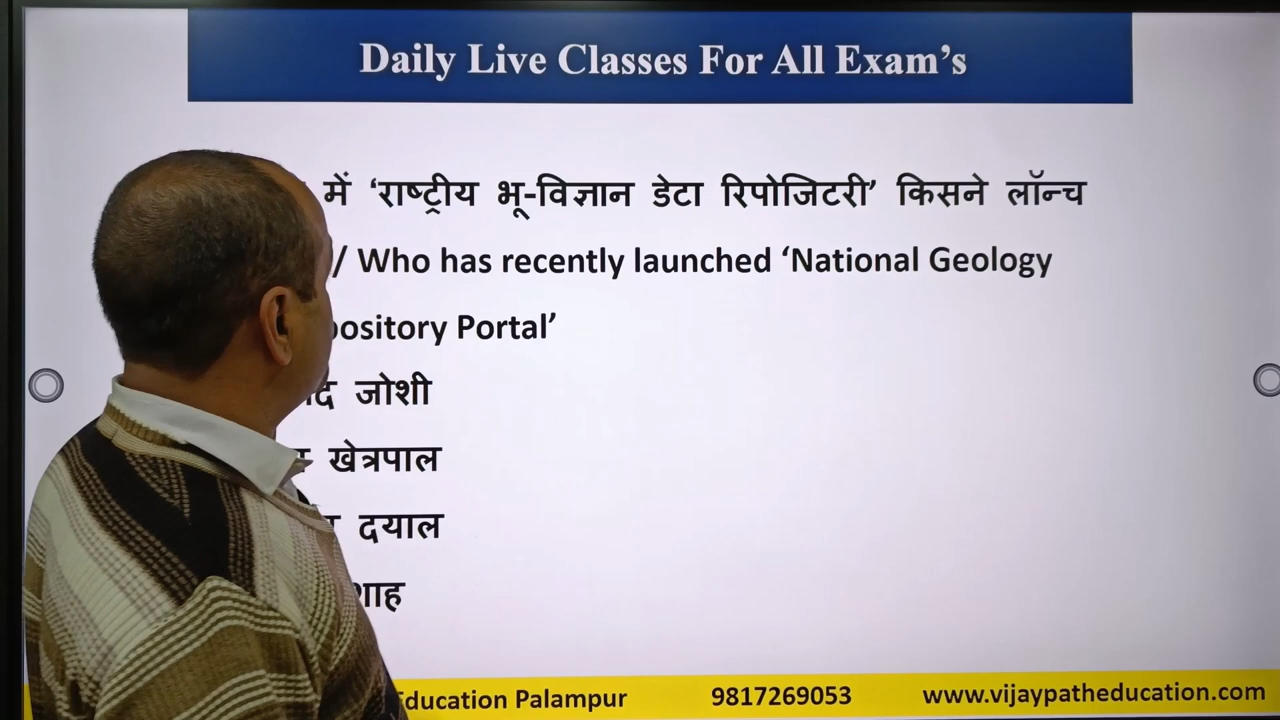 Daily Live Classes For All Exam's
में ‘राष्ट्रीय भू-विज्ञान डेटा रिपोजिटरी’ किसने लॉन्च
/ Who has recently launched ‘National Geology
Portal’
जोशी
खेत्रपाल
दयाल
Education Palampur 9817269053 www.vijaypatheducation.com